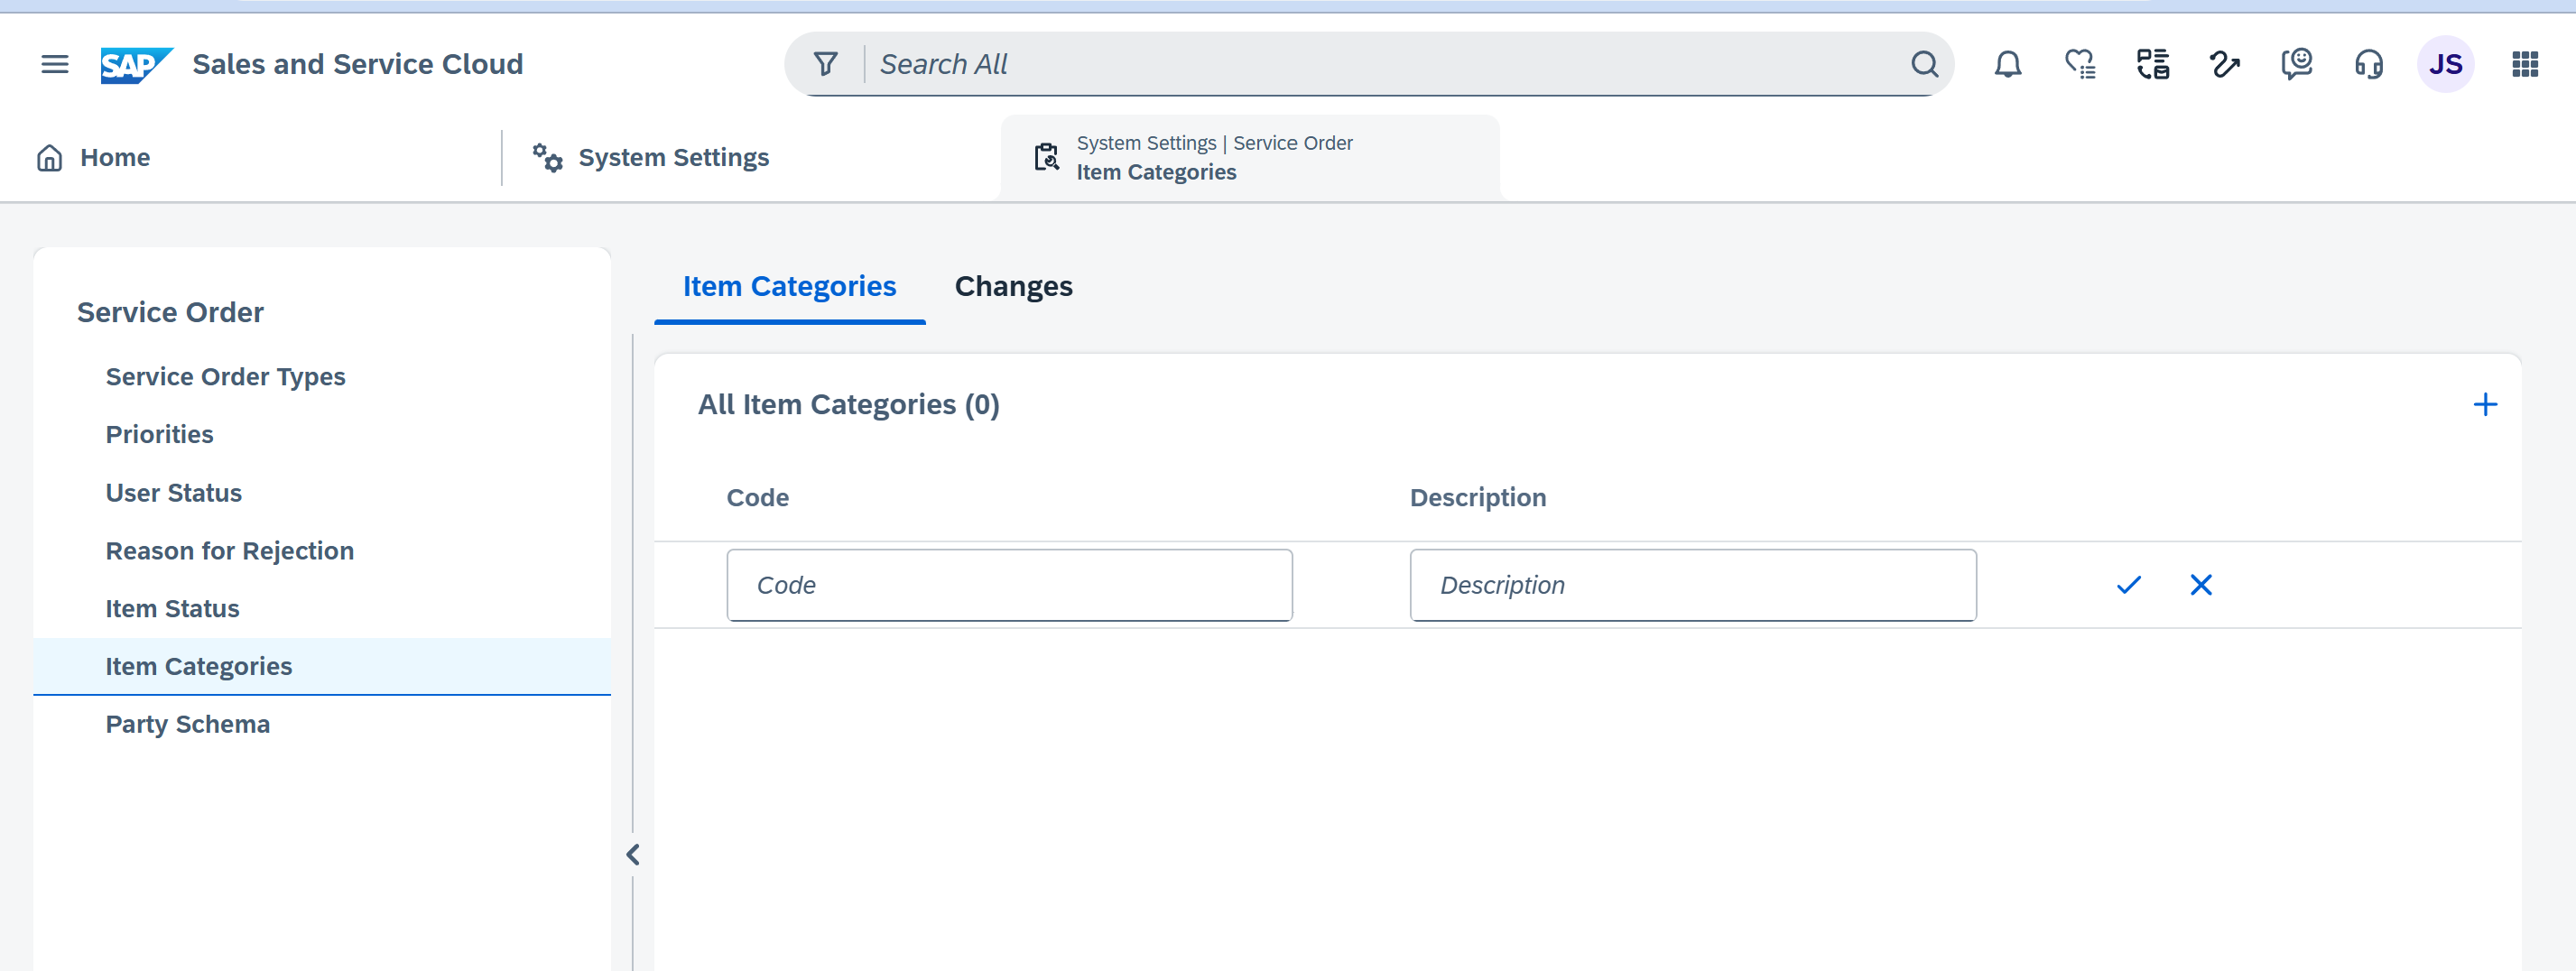 SAP Sales and Service Cloud
Search All
JS
Home
System Settings
System Settings | Service Order
Item Categories
Service Order
Service Order Types
Priorities
User Status
Reason for Rejection
Item Status
Item Categories
Party Schema
Item Categories
Changes
All Item Categories (0)
Code
Description
Code
Description